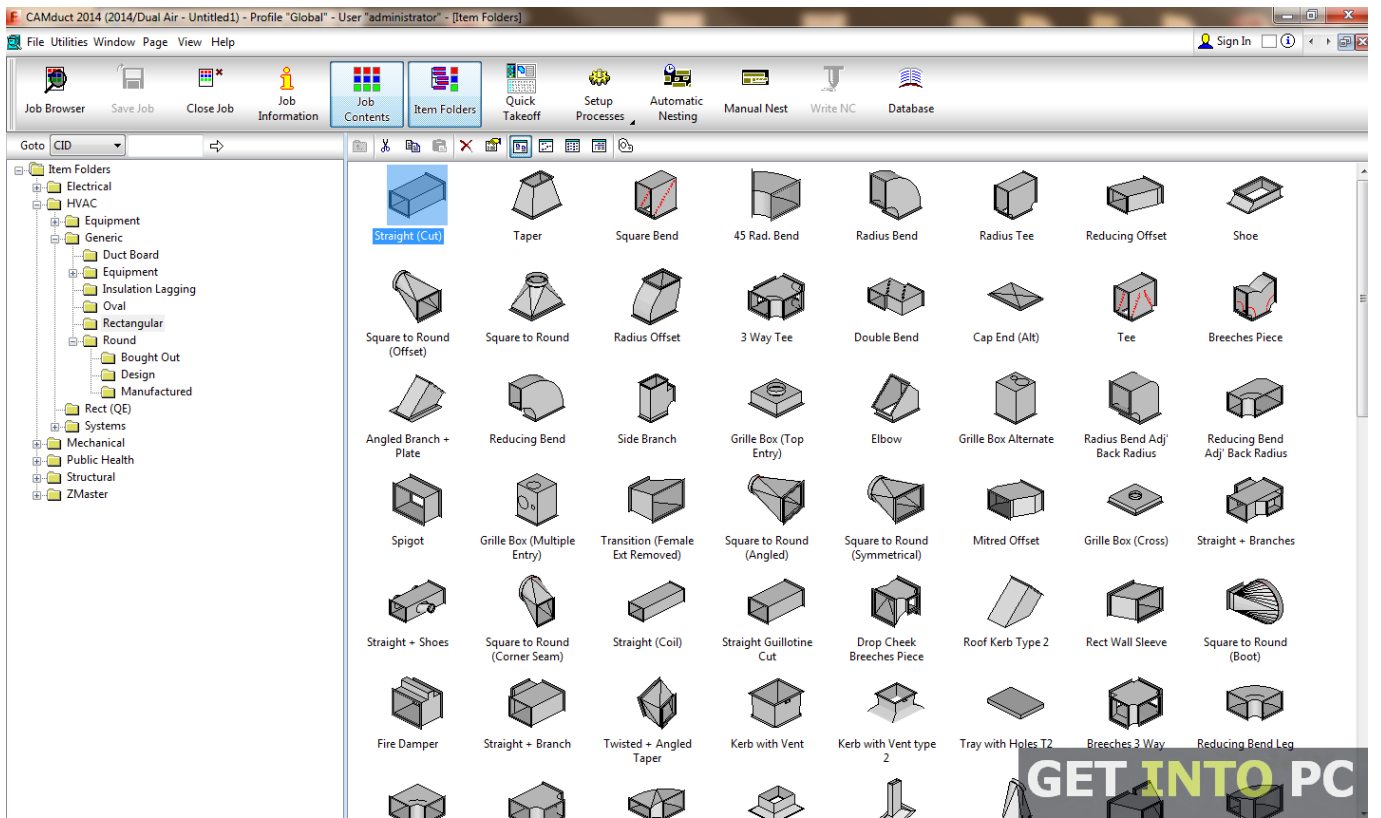 CAMduct 2014 (2014/Dual Air - Untitled1) - Profile "Global" - User "administrator" - [Item Folders]
File Utilities Window Page View Help
Sign In
Job Browser
Save Job
Close Job
Job
Information
Job
Contents
Item Folders
Quick
Takeoff
Setup
Processes
Automatic
Nesting
Manual Nest
Write NC
Database
Goto CID
Item Folders
Electrical
HVAC
Equipment
Generic
Duct Board
Equipment
Insulation Lagging
Oval
Rectangular
Round
Bought Out
Design
Manufactured
Rect (QE)
Systems
Mechanical
Public Health
Structural
ZMaster
Straight (Cut)
Taper
Square Bend
45 Rad. Bend
Radius Bend
Radius Tee
Reducing Offset
Shoe
Square to Round
(Offset)
Square to Round
Radius Offset
3 Way Tee
Double Bend
Cap End (Alt)
Tee
Breeches Piece
Angled Branch +
Plate
Reducing Bend
Side Branch
Grille Box (Top
Entry)
Elbow
Grille Box Alternate
Radius Bend Adj'
Back Radius
Reducing Bend
Adj' Back Radius
Spigot
Grille Box (Multiple
Entry)
Transition (Female
Ext Removed)
Square to Round
(Angled)
Square to Round
(Symmetrical)
Mitred Offset
Grille Box (Cross)
Straight + Branches
Straight + Shoes
Square to Round
(Corner Seam)
Straight (Coil)
Straight Guillotine
Cut
Drop Cheek
Breeches Piece
Roof Kerb Type 2
Rect Wall Sleeve
Square to Round
(Boot)
Fire Damper
Straight + Branch
Twisted + Angled
Taper
Kerb with Vent
Kerb with Vent type
2
Tray with Holes T2
Breeches 3 Way
Reducing Bend Leg
GET INTO PC